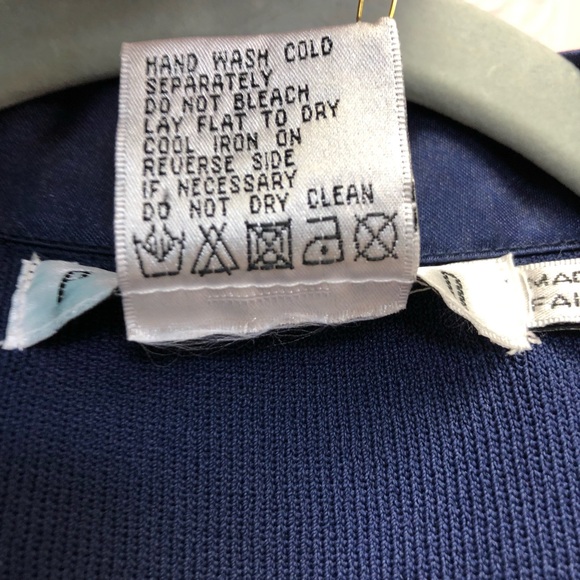 HAND WASH COLD
SEPARATELY
DO NOT BLEACH
LAY FLAT TO DRY
COOL IRON ON
REVERSE SIDE
IF NECESSARY
DO NOT DRY CLEAN